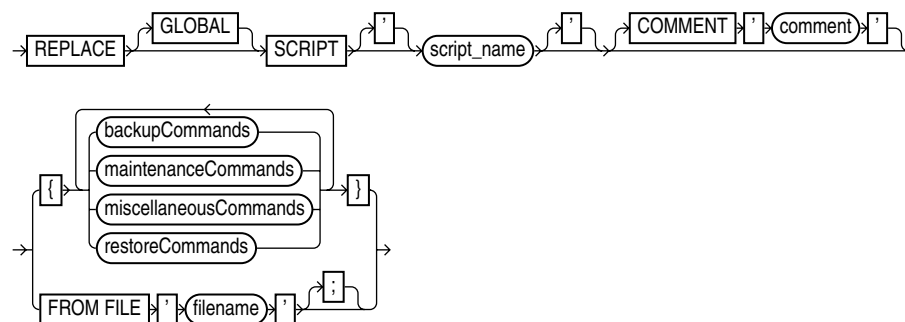 REPLACE GLOBAL SCRIPT ' script_name ' COMMENT ' comment '
{ backupCommands }
maintenanceCommands
miscellaneousCommands
restoreCommands
FROM FILE ' filename ' ;